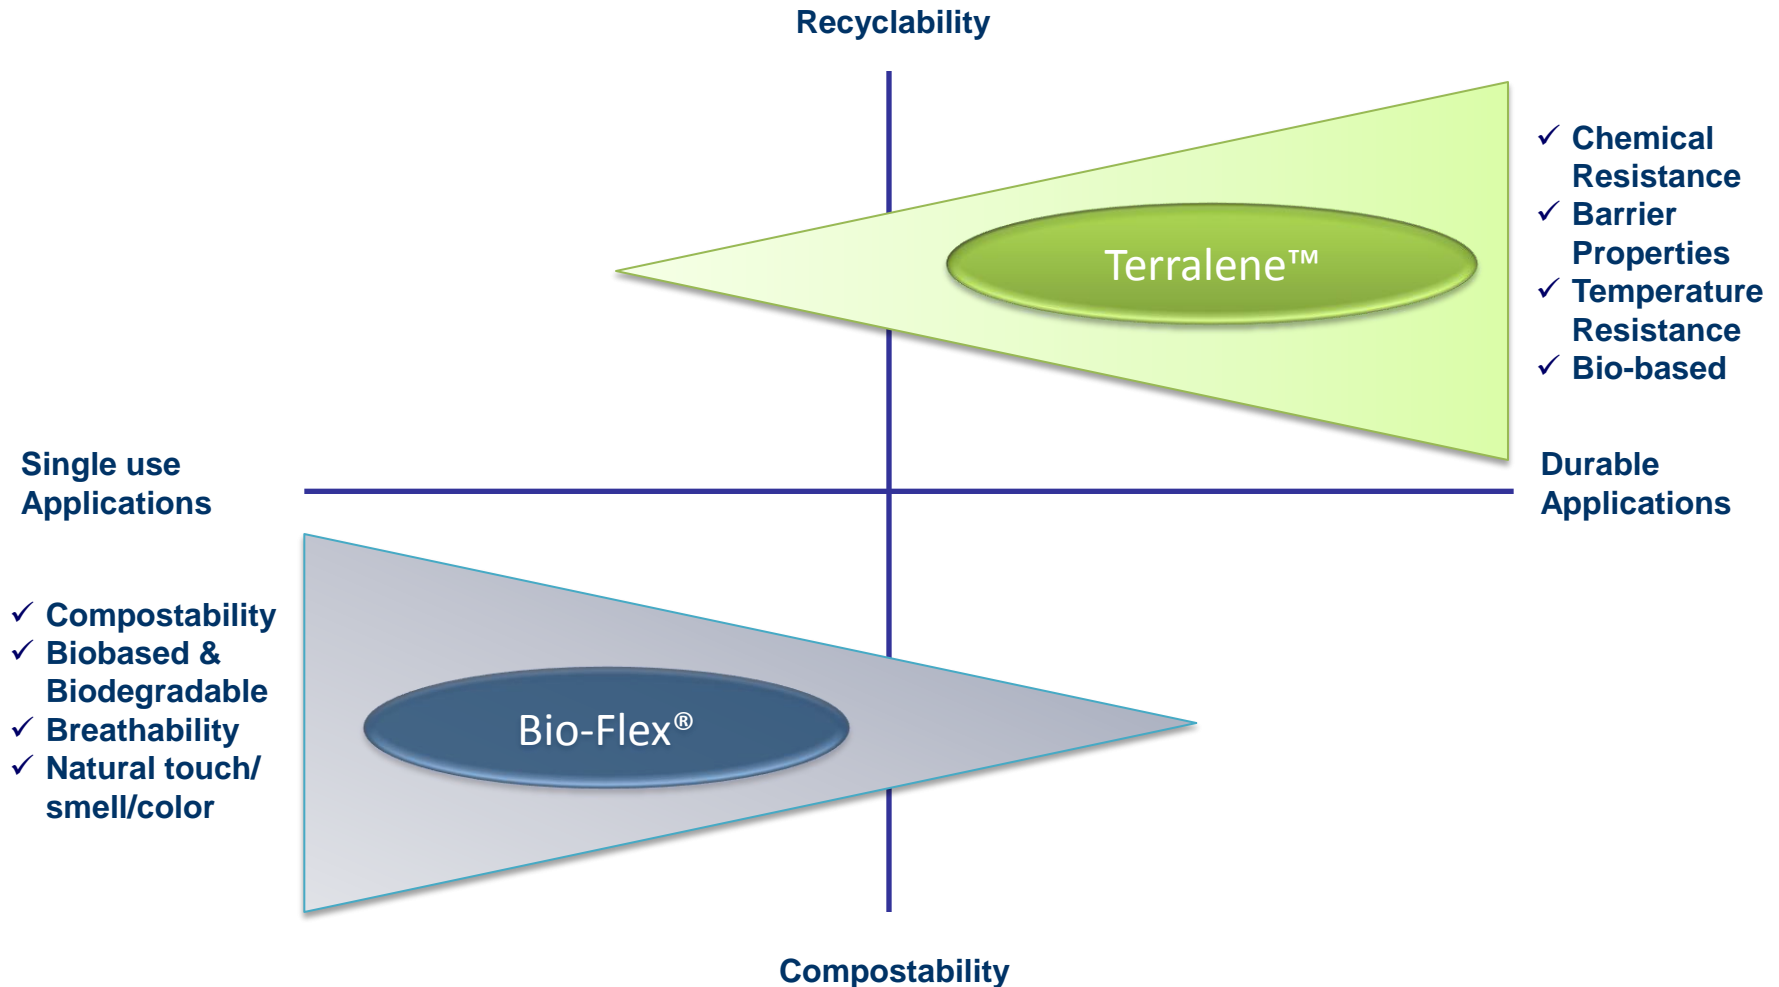 Recyclability
✓ Chemical
Resistance
✓ Barrier
Properties
✓ Temperature
Resistance
✓ Bio-based
Terralene™
Single use
Applications
Durable
Applications
✓ Compostability
✓ Biobased &
Biodegradable
✓ Breathability
✓ Natural touch/
smell/color
Bio-Flex®
Compostability